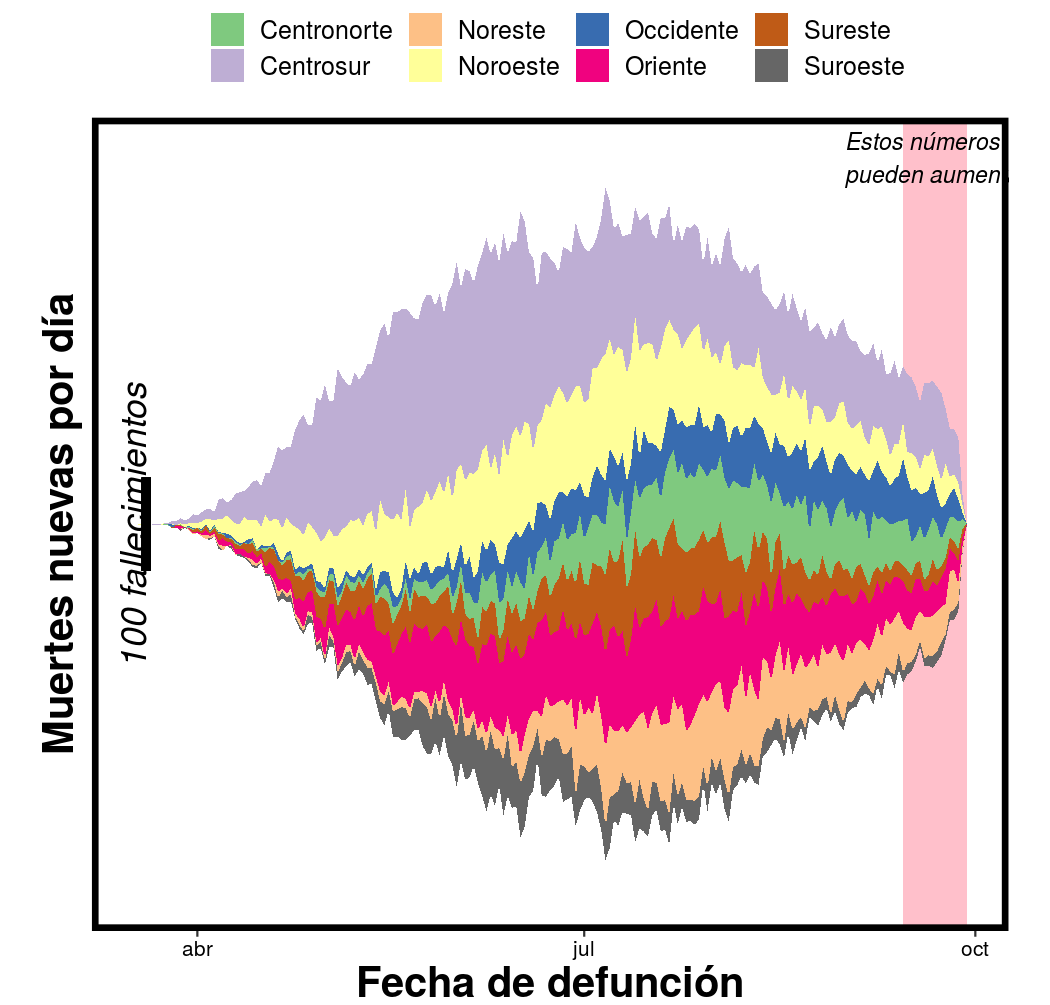 Centronorte Noreste Occidente Sureste
Centrosur Noroeste Oriente Suroeste
Estos números
pueden aumen
Muertes nuevas por día
100 fallecimientos
abr jul oct
Fecha de defunción